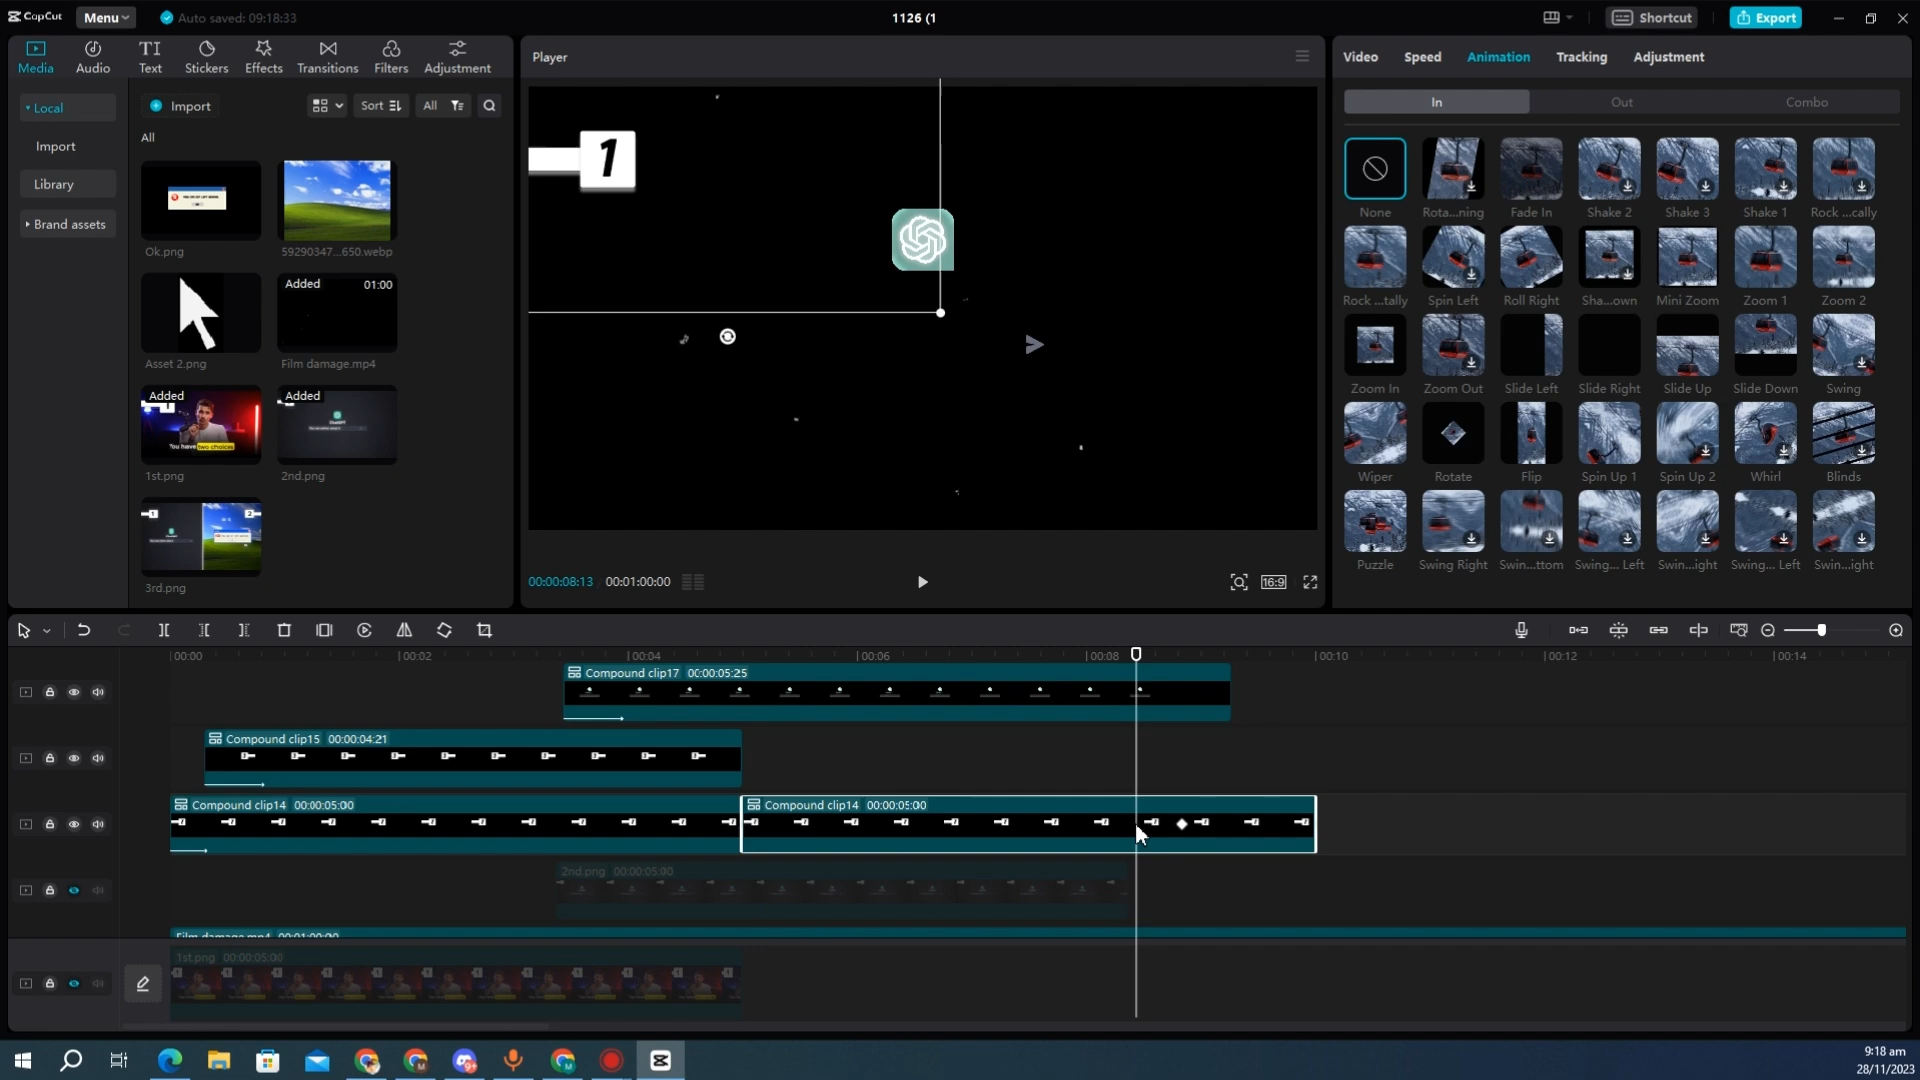 CapCut
Menu
Auto saved: 09:18:33
1126 (1
Shortcut
Export
Media
Audio
TI
Text
Stickers
Effects
Transitions
Filters
Adjustment
Local
Import
Library
Brand assets
Import
Sort
All
All
Ok.png
59290347...650.webp
Asset 2.png
Added
01:00
Film damage.mp4
Added
1
You have two choices
1st.png
Added
ChatGPT
2nd.png
1
2
3rd.png
Player
1
00:00:08:13
00:01:00:00
16:9
Video
Speed
Animation
Tracking
Adjustment
In
Out
Combo
None
Rota...ning
Fade In
Shake 2
Shake 3
Shake 1
Rock ...cally
Rock ...tally
Spin Left
Roll Right
Sha...own
Mini Zoom
Zoom 1
Zoom 2
Zoom In
Zoom Out
Slide Left
Slide Right
Slide Up
Slide Down
Swing
Wiper
Rotate
Flip
Spin Up 1
Spin Up 2
Whirl
Blinds
Puzzle
Swing Right
Swin...ttom
Swing... Left
Swin...ight
Swing... Left
Swin...ight
00:00
00:02
00:04
00:06
00:08
00:10
00:12
00:14
Compound clip17 00:00:05:25
Compound clip15 00:00:04:21
Compound clip14 00:00:05:00
Compound clip14 00:00:05:00
2nd.png 00:00:05:00
Film damage.mp4 00:01:00:00
1st.png 00:00:05:00
9:18 am
28/11/2023